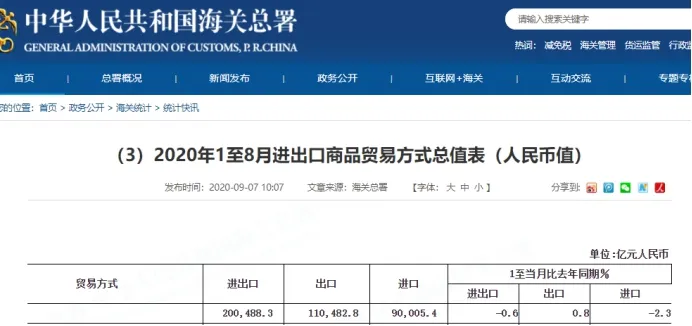 中华人民共和国海关总署
GENERAL ADMINISTRATION OF CUSTOMS, P. R.CHINA
请输入搜索关键字
热词: 减免税 海关管理 货运监管 行政
首页 总署概况 新闻发布 政务公开 互联网+海关 互动交流 专题专
您的位置: 首页 > 政务公开 > 海关统计 > 统计快讯
(3) 2020年1至8月进出口商品贸易方式总值表 (人民币值)
发布时间: 2020-09-07 10:07 文章来源: 海关总署 【字体: 大 中 小】 分享到:
单位:亿元人民币
贸易方式 进出口 出口 进口 1至当月比去年同期%
进出口 出口 进口
200,488.3 110,482.8 90,005.4 -0.6 0.8 -2.3